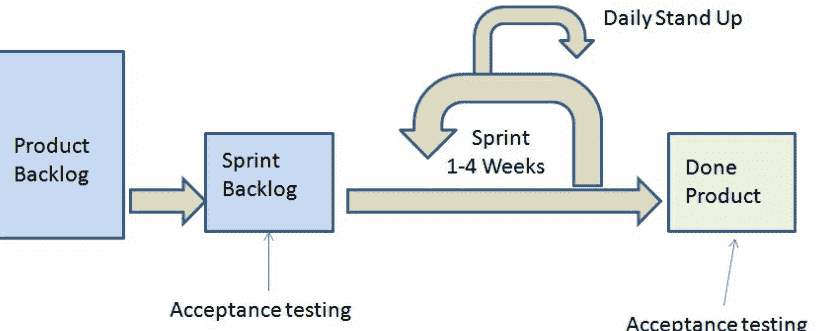 Daily Stand Up
Product
Backlog
Sprint
Backlog
Sprint
1-4 Weeks
Done
Product
Acceptance testing
Acceptance testing